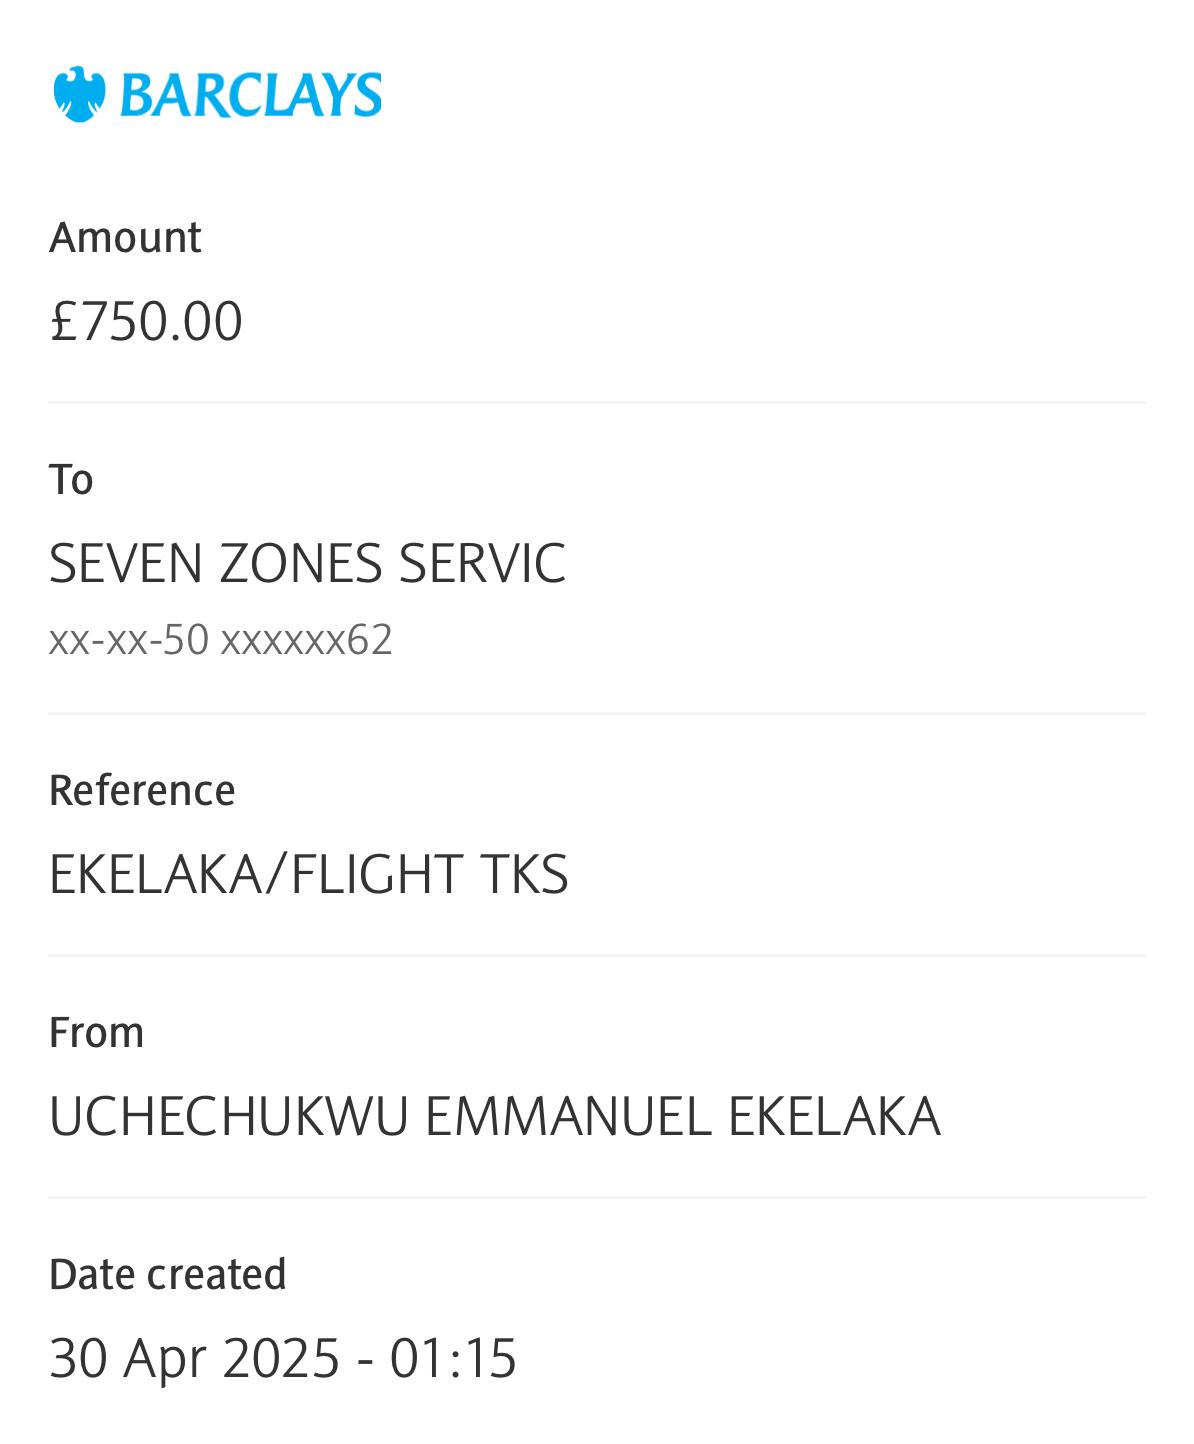 BARCLAYS
Amount
£750.00
To
SEVEN ZONES SERVIC
xx-xx-50 xxxxxx62
Reference
EKELAKA/FLIGHT TKS
From
UCHECHUKWU EMMANUEL EKELAKA
Date created
30 Apr 2025 - 01:15